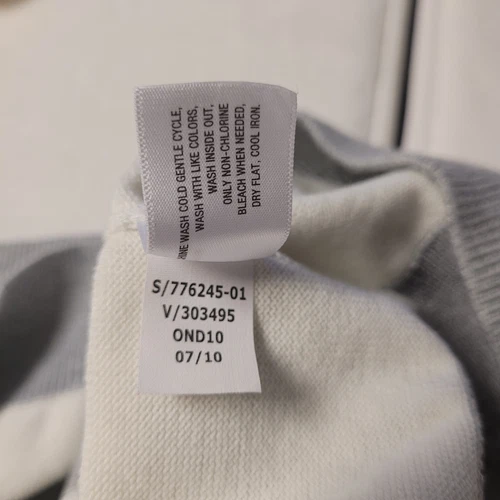 WASH COLD GENTLE CYCLE,
WASH WITH LIKE COLORS,
WASH INSIDE OUT,
ONLY NON-CHLORINE
BLEACH WHEN NEEDED,
DRY FLAT, COOL IRON.
S/776245-01
V/303495
OND10
07/10